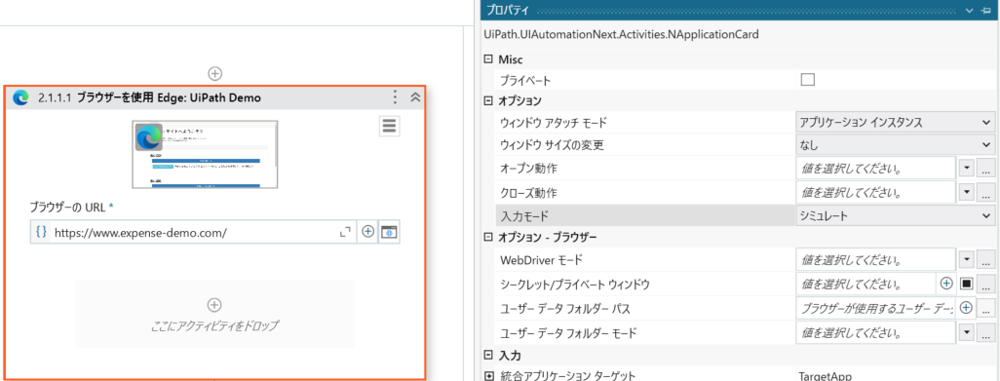 プロパティ
UiPath.UIAutomationNext.Activities.NApplicationCard
Misc
プライベート
オプション
ウィンドウ アタッチ モード
アプリケーション インスタンス
ウィンドウ サイズの変更
なし
オープン動作
値を選択してください。
クローズ動作
値を選択してください。
入力モード
シミュレート
オプション - ブラウザー
WebDriver モード
値を選択してください。
シークレット/プライベート ウィンドウ
値を選択してください。
ユーザー データ フォルダー パス
ブラウザーが使用するユーザー デー:
ユーザー データ フォルダー モード
値を選択してください。
入力
統合アプリケーション ターゲット
TargetApp
2.1.1.1 ブラウザーを使用 Edge: UiPath Demo
ブラウザーの URL *
{} https://www.expense-demo.com/
ここにアクティビティをドロップ